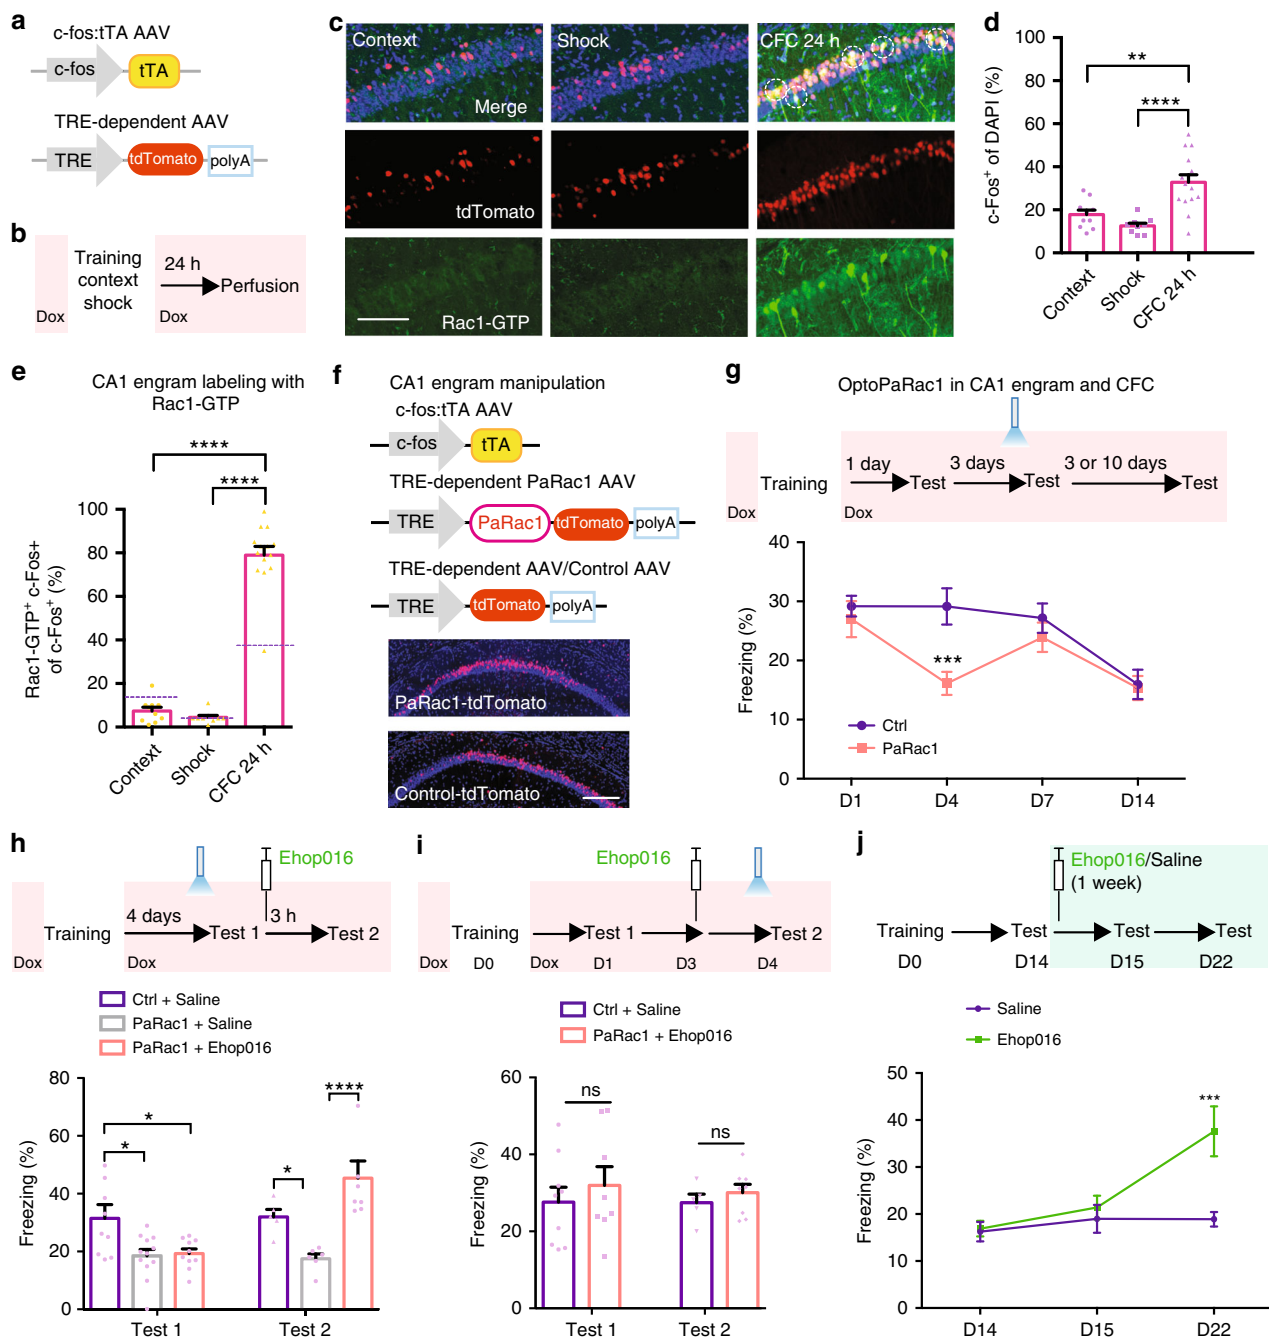 a
c-fos:tTA AAV
c-fos
tTA
TRE-dependent AAV
TRE
tdTomato
polyA
b
Training
context
shock
24 h
Perfusion
Dox
Dox
c
Context
Shock
CFC 24 h
Merge
tdTomato
Rac1-GTP
d
c-Fos⁺ of DAPI (%)
100
80
60
40
20
0
**
****
Context
Shock
CFC 24 h
e
CA1 engram labeling with
Rac1-GTP
****
****
Rac1-GTP⁺ c-Fos+
of c-Fos⁺ (%)
100
80
60
40
20
0
Context
Shock
CFC 24 h
f
CA1 engram manipulation
c-fos:tTA AAV
c-fos
tTA
TRE-dependent PaRac1 AAV
TRE
PaRac1
tdTomato
polyA
TRE-dependent AAV/Control AAV
TRE
tdTomato
polyA
PaRac1-tdTomato
Control-tdTomato
g
OptoPaRac1 in CA1 engram and CFC
Training
1 day
Test
3 days
Test
3 or 10 days
Test
Dox
Dox
Freezing (%)
40
30
20
10
0
***
Ctrl
PaRac1
D1
D4
D7
D14
h
Ehop016
Training
4 days
Test 1
3 h
Test 2
Dox
Dox
Ctrl + Saline
PaRac1 + Saline
PaRac1 + Ehop016
Freezing (%)
80
60
40
20
0
*
*
*
****
Test 1
Test 2
i
Ehop016
Training
Test 1
Test 2
Dox
D0
Dox
D1
D3
D4
Ctrl + Saline
PaRac1 + Ehop016
Freezing (%)
60
40
20
0
ns
ns
Test 1
Test 2
j
Ehop016/Saline
(1 week)
Training
Test
Test
Test
D0
D14
D15
D22
Saline
Ehop016
Freezing (%)
50
40
30
20
10
0
***
D14
D15
D22